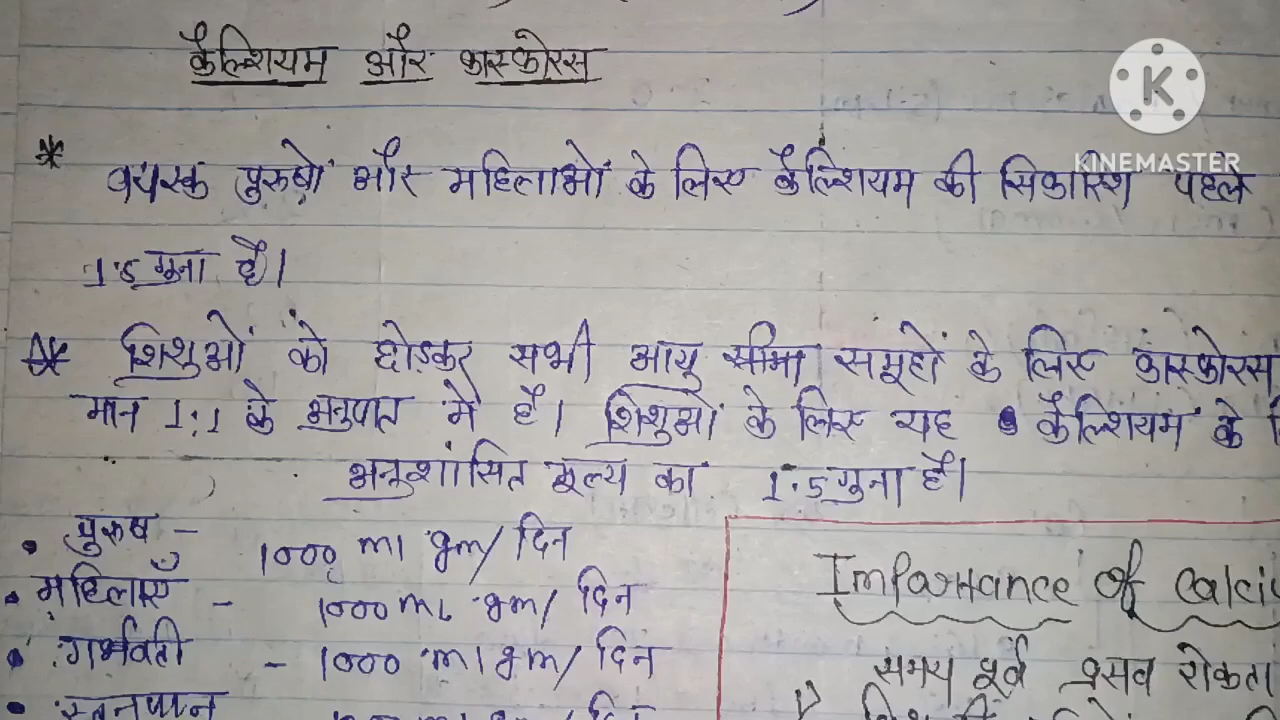 कैल्शियम और फास्फोरस
K
KINEMASTER
* वयस्क पुरुषों और महिलाओं के लिए कैल्शियम की सिफारिश पहले
1.5 गुना है।
* शिशुओं को छोड़कर सभी आयु सीमा समूहों के लिए फास्फोरस
मान 1:1 के अनुपात में है। शिशुओं के लिए यह कैल्शियम के
अनुशांसित मूल्य का 1.5 गुना है।
• पुरुष - 1000 ml gm/दिन
• महिलाएँ - 1000 ml gm/दिन
• गर्भवती - 1000 ml gm/दिन
• स्तनपान
Importance of Calci
समय पूर्व प्रसव रोकता